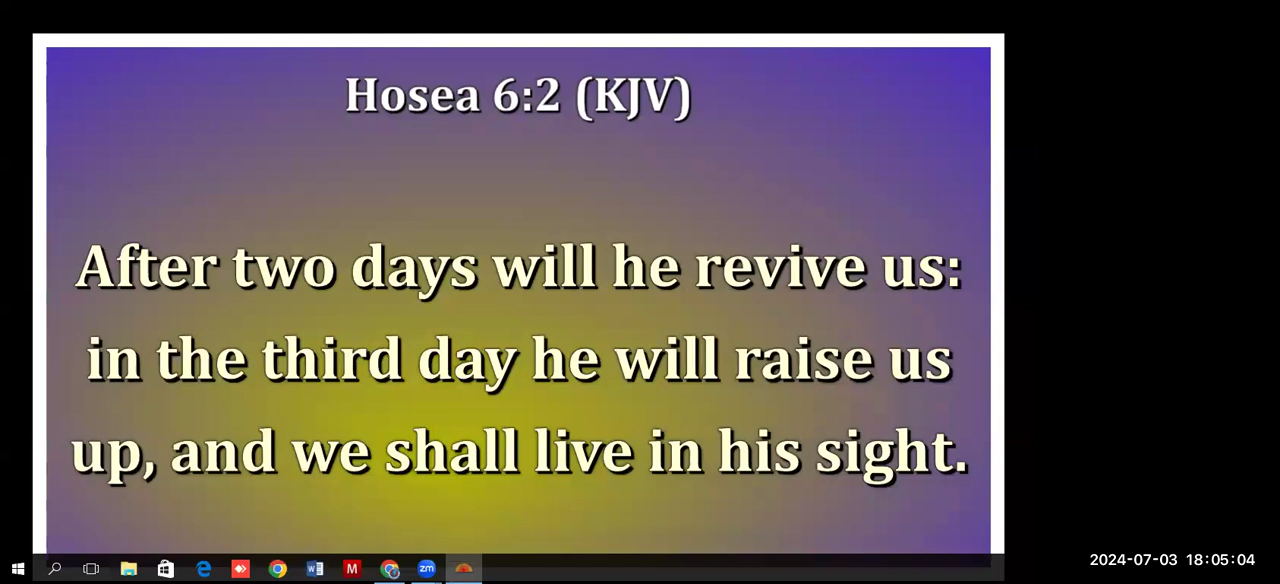 Hosea 6:2 (KJV)
After two days will he revive us:
in the third day he will raise us
up, and we shall live in his sight.
W
M
zm
2024-07-03 18:05:04